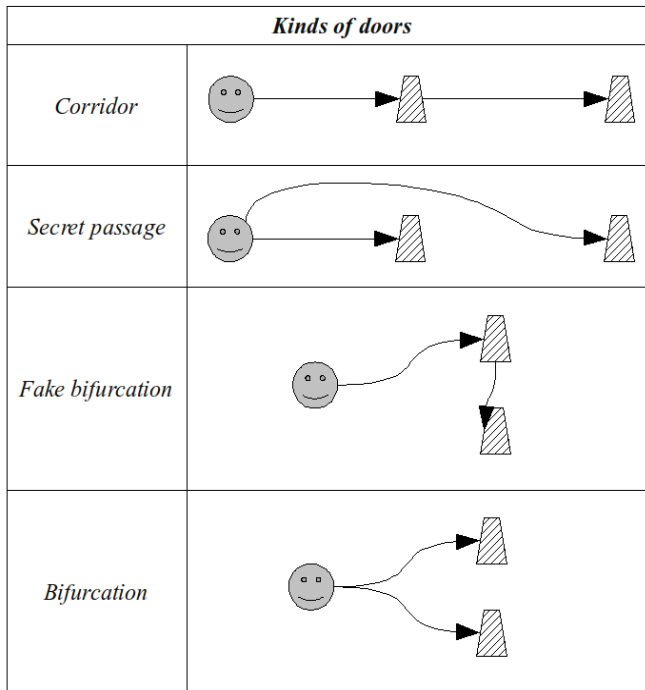 Kinds of doors
Corridor
Secret passage
Fake bifurcation
Bifurcation